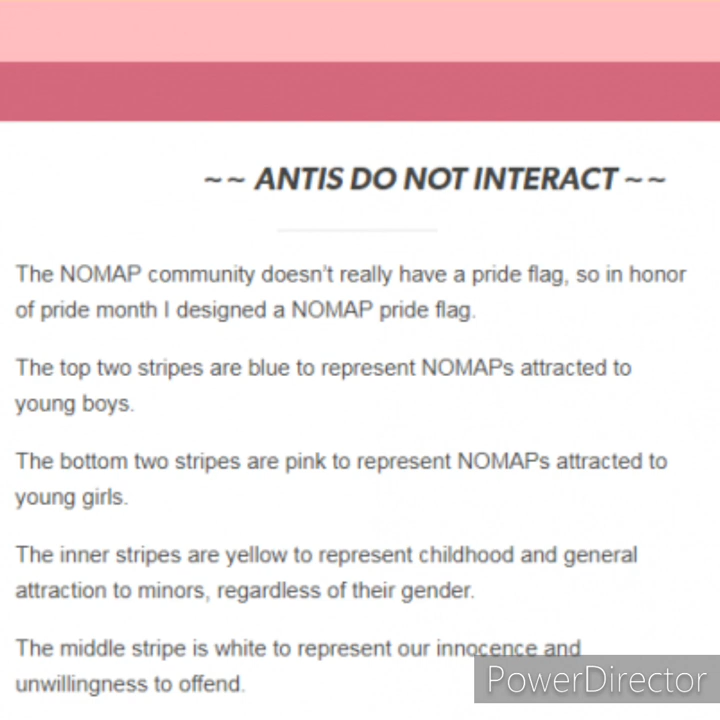 ~~ ANTIS DO NOT INTERACT ~~
The NOMAP community doesn't really have a pride flag, so in honor
of pride month I designed a NOMAP pride flag.
The top two stripes are blue to represent NOMAPs attracted to
young boys.
The bottom two stripes are pink to represent NOMAPs attracted to
young girls.
The inner stripes are yellow to represent childhood and general
attraction to minors, regardless of their gender.
The middle stripe is white to represent our innocence and
unwillingness to offend.
PowerDirector